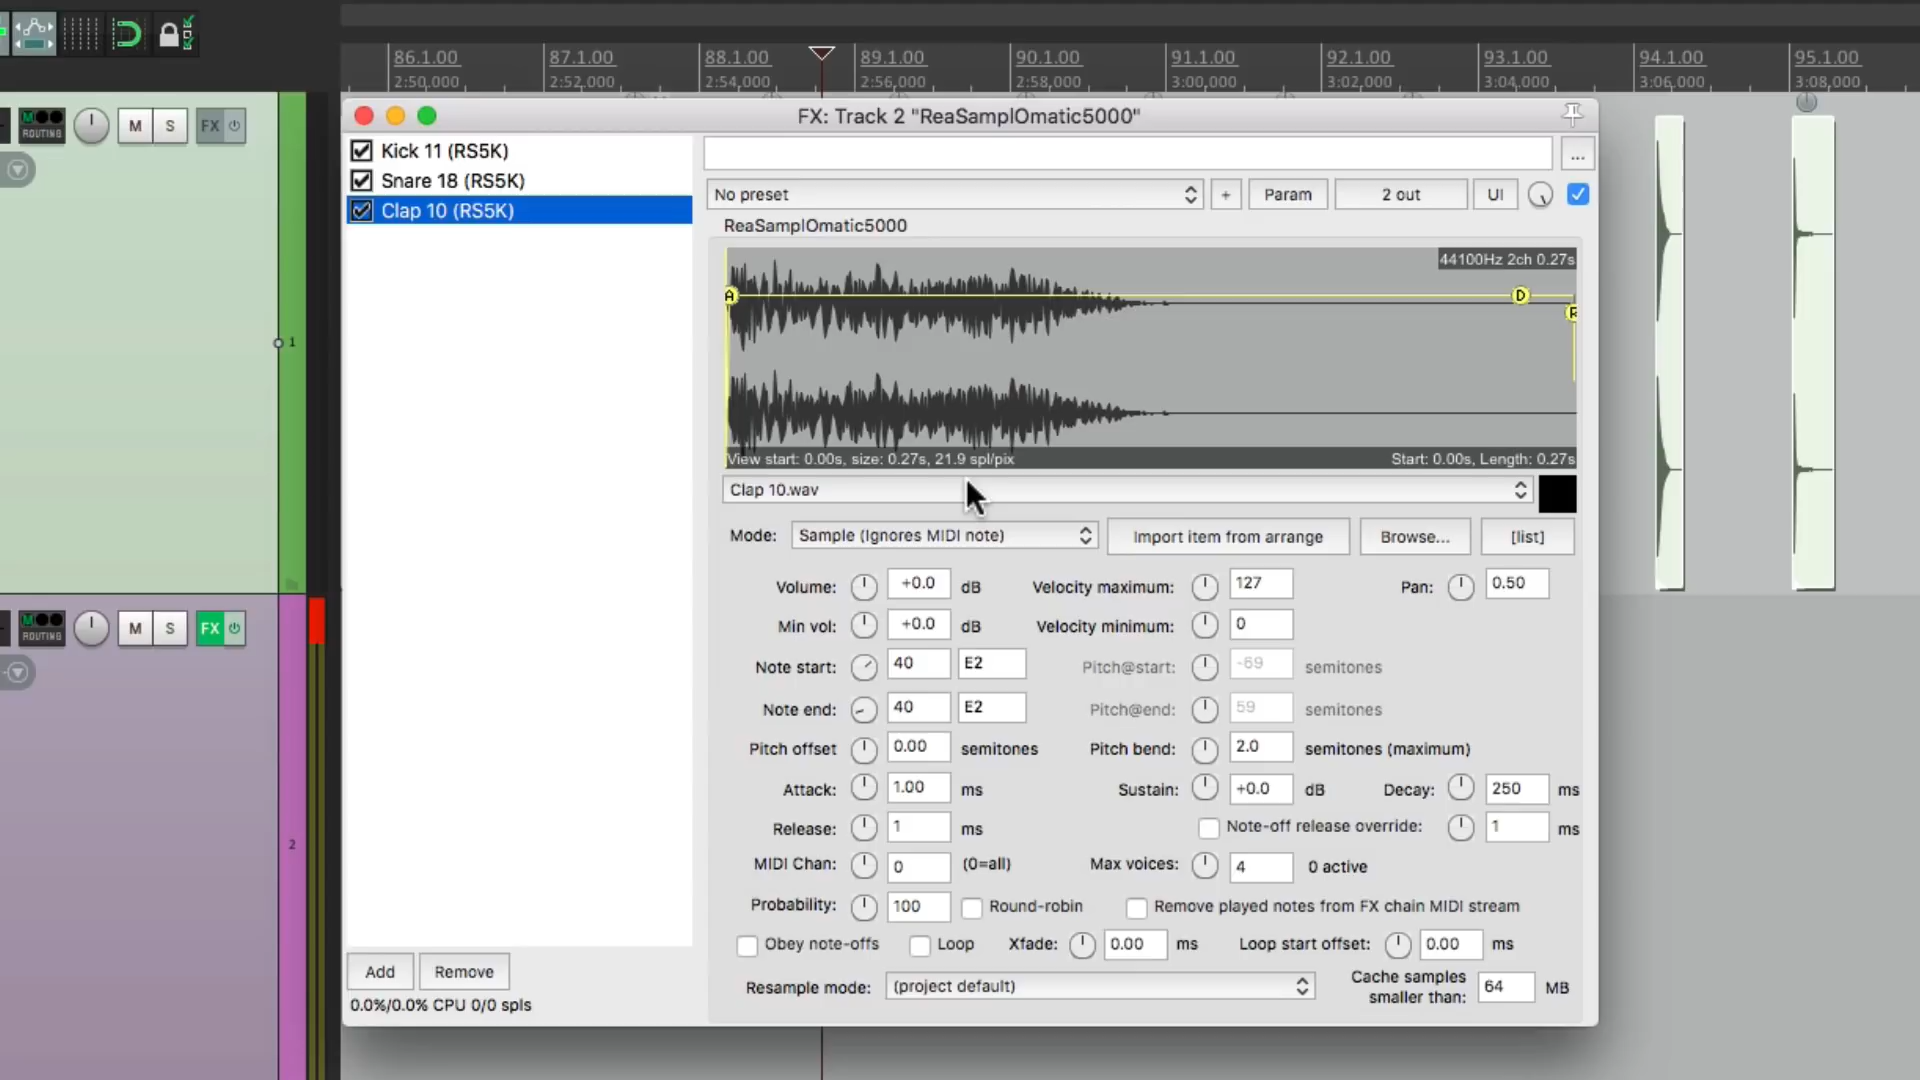 86.1.00 87.1.00 88.1.00 89.1.00 90.1.00 91.1.00 92.1.00 93.1.00 94.1.00 95.1.00
2:50,000 2:52,000 2:54,000 2:56,000 2:58,000 3:00,000 3:02,000 3:04,000 3:06,000 3:08,000
FX: Track 2 "ReaSamplOmatic5000"
M ROUTING M S FX
Kick 11 (RS5K)
Snare 18 (RS5K)
Clap 10 (RS5K)
...
No preset + Param 2 out UI
ReaSamplOmatic5000
44100Hz 2ch 0.27s
A D R
View start: 0.00s, size: 0.27s, 21.9 spl/pix Start: 0.00s, Length: 0.27s
Clap 10.wav
Mode: Sample (Ignores MIDI note) Import item from arrange Browse... [list]
Volume: +0.0 dB Velocity maximum: 127 Pan: 0.50
Min vol: +0.0 dB Velocity minimum: 0
Note start: 40 E2 Pitch@start: -69 semitones
Note end: 40 E2 Pitch@end: 59 semitones
Pitch offset 0.00 semitones Pitch bend: 2.0 semitones (maximum)
Attack: 1.00 ms Sustain: +0.0 dB Decay: 250 ms
Release: 1 ms Note-off release override: 1 ms
MIDI Chan: 0 (0=all) Max voices: 4 0 active
Probability: 100 Round-robin Remove played notes from FX chain MIDI stream
Obey note-offs Loop Xfade: 0.00 ms Loop start offset: 0.00 ms
Resample mode: (project default) Cache samples smaller than: 64 MB
Add Remove
0.0%/0.0% CPU 0/0 spls
1
M ROUTING M S FX
2